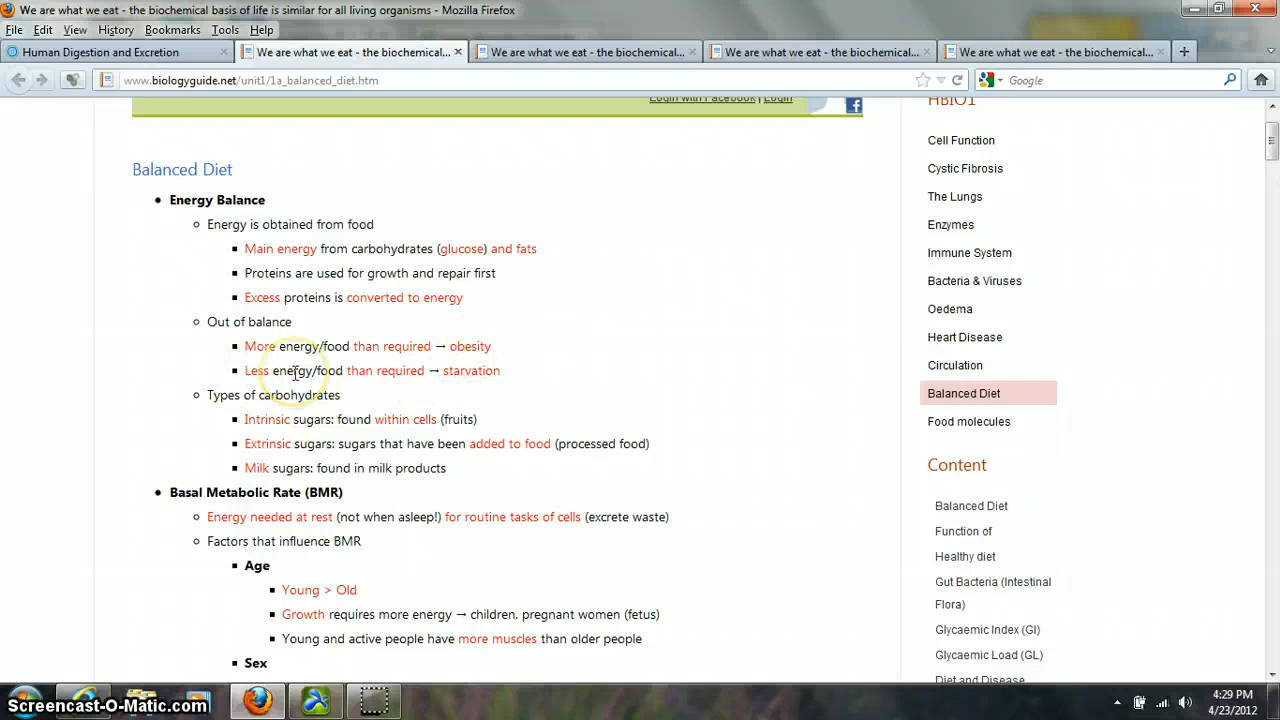 We are what we eat - the biochemical basis of life is similar for all living organisms - Mozilla Firefox
File Edit View History Bookmarks Tools Help
Human Digestion and Excretion × We are what we eat - the biochemical... × We are what we eat - the biochemical... × We are what we eat - the biochemical... × We are what we eat - the biochemical... × +
www.biologyguide.net/unit1/1a_balanced_diet.htm
Google
Login with Facebook | Login
Balanced Diet
• Energy Balance
Energy is obtained from food
Main energy from carbohydrates (glucose) and fats
Proteins are used for growth and repair first
Excess proteins is converted to energy
Out of balance
More energy/food than required → obesity
Less energy/food than required → starvation
Types of carbohydrates
Intrinsic sugars: found within cells (fruits)
Extrinsic sugars: sugars that have been added to food (processed food)
Milk sugars: found in milk products
• Basal Metabolic Rate (BMR)
Energy needed at rest (not when asleep!) for routine tasks of cells (excrete waste)
Factors that influence BMR
Age
Young > Old
Growth requires more energy → children, pregnant women (fetus)
Young and active people have more muscles than older people
Sex
HBIO1
Cell Function
Cystic Fibrosis
The Lungs
Enzymes
Immune System
Bacteria & Viruses
Oedema
Heart Disease
Circulation
Balanced Diet
Food molecules
Content
Balanced Diet
Function of
Healthy diet
Gut Bacteria (Intestinal
Flora)
Glycaemic Index (GI)
Glycaemic Load (GL)
Diet and Disease
Screencast-O-Matic.com
4:29 PM
4/23/2012